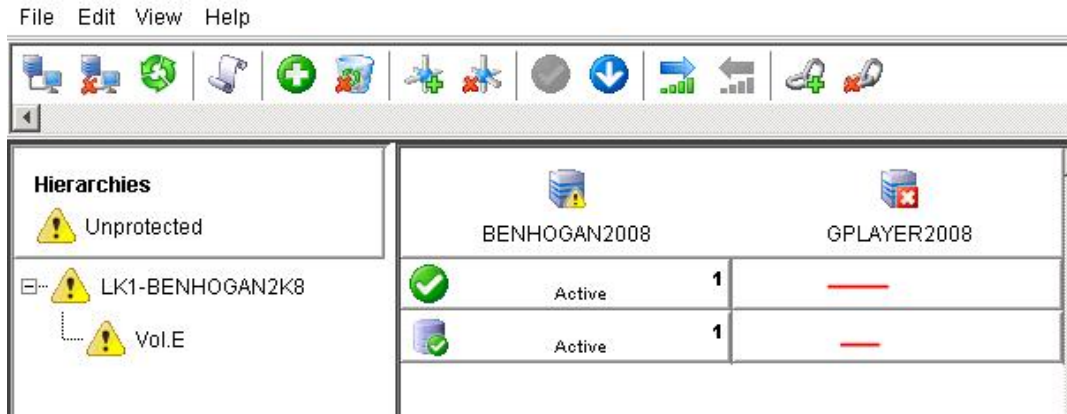 File Edit View Help
Hierarchies
Unprotected
BENHOGAN2008 GPLAYER2008
LK1-BENHOGAN2K8 Active 1
Vol.E Active 1